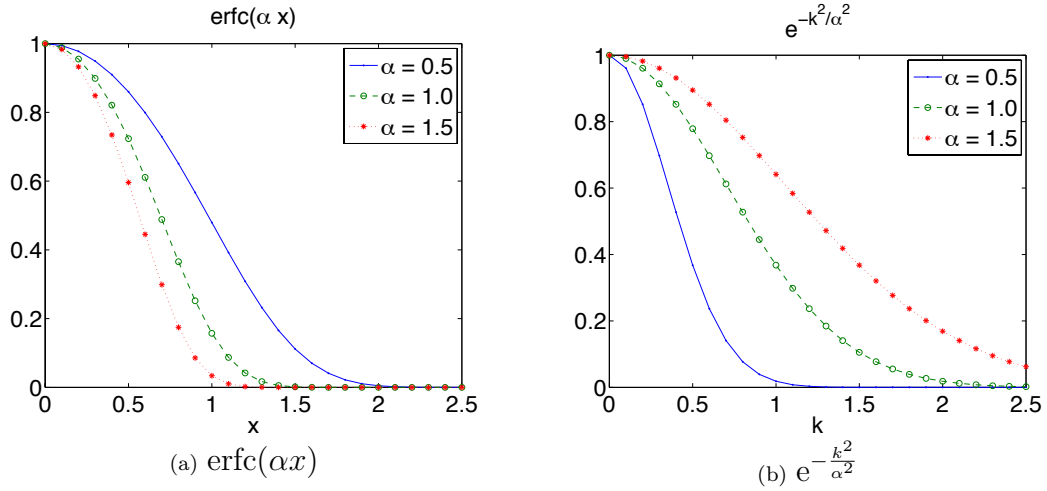 erfc(α x)
1
0.8
0.6
0.4
0.2
0
0 0.5 1 1.5 2 2.5
x
α = 0.5
α = 1.0
α = 1.5
(a) erfc(αx)
e^{-k^2/α^2}
1
0.8
0.6
0.4
0.2
0
0 0.5 1 1.5 2 2.5
k
α = 0.5
α = 1.0
α = 1.5
(b) e^{-\frac{k^2}{α^2}}